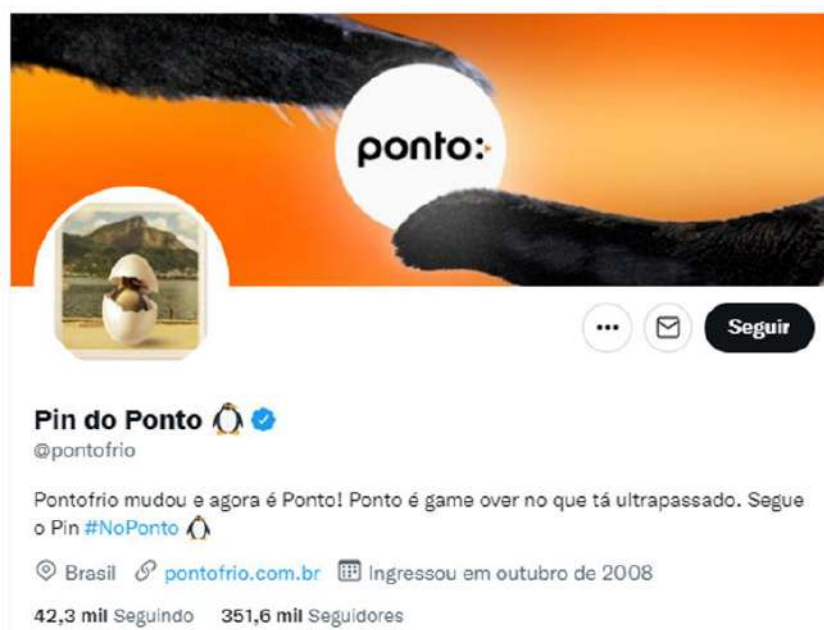 ponto:
Seguir
Pin do Ponto
@pontofrio
Pontofrio mudou e agora é Ponto! Ponto é game over no que tá ultrapassado. Segue
o Pin #NoPonto
Brasil pontofrio.com.br Ingressou em outubro de 2008
42,3 mil Seguindo 351,6 mil Seguidores